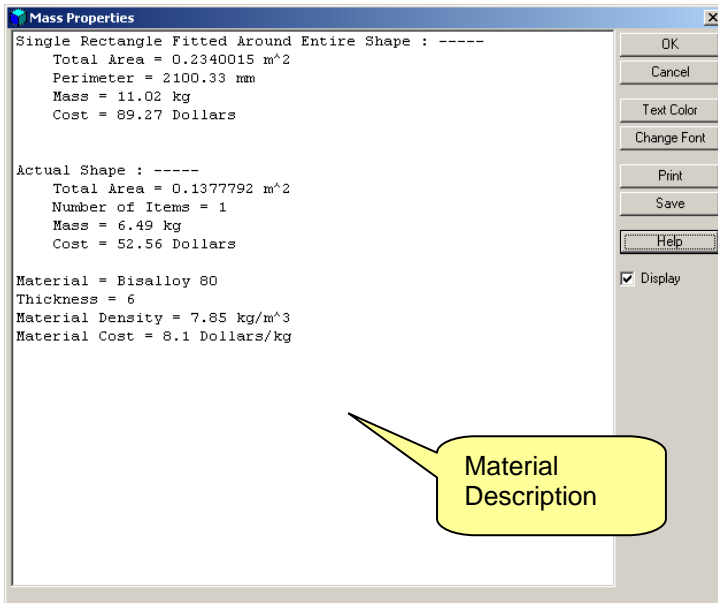 Mass Properties
Single Rectangle Fitted Around Entire Shape : -----
Total Area = 0.2340015 m^2
Perimeter = 2100.33 mm
Mass = 11.02 kg
Cost = 89.27 Dollars
Actual Shape : -----
Total Area = 0.1377792 m^2
Number of Items = 1
Mass = 6.49 kg
Cost = 52.56 Dollars
Material = Bisalloy 80
Thickness = 6
Material Density = 7.85 kg/m^3
Material Cost = 8.1 Dollars/kg
OK
Cancel
Text Color
Change Font
Print
Save
Help
Display
Material
Description